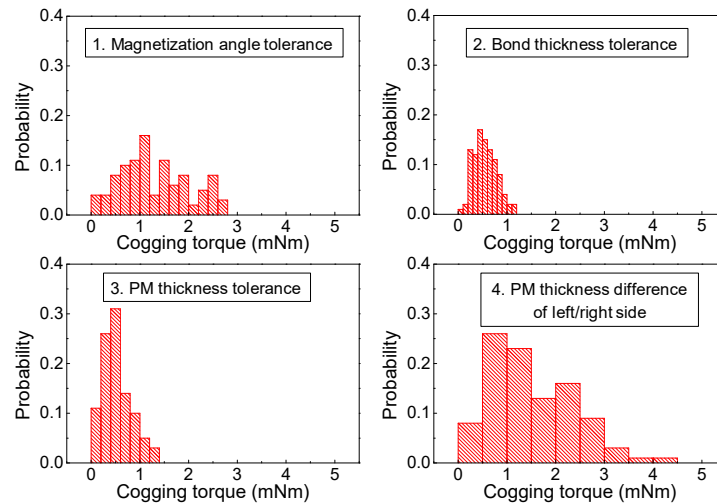 1. Magnetization angle tolerance
Probability
0.4
0.3
0.2
0.1
0.0
0 1 2 3 4 5
Cogging torque (mNm)
2. Bond thickness tolerance
Probability
0.4
0.3
0.2
0.1
0.0
0 1 2 3 4 5
Cogging torque (mNm)
3. PM thickness tolerance
Probability
0.4
0.3
0.2
0.1
0.0
0 1 2 3 4 5
Cogging torque (mNm)
4. PM thickness difference
of left/right side
Probability
0.4
0.3
0.2
0.1
0.0
0 1 2 3 4 5
Cogging torque (mNm)